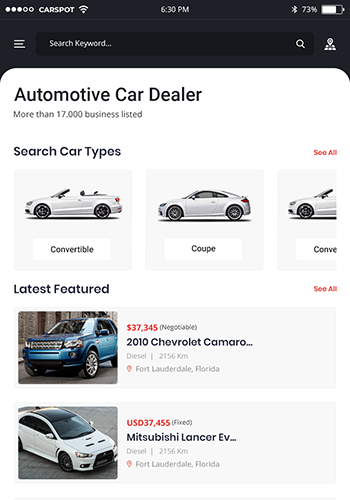 CARSPOT
6:30 PM
73%
Search Keyword...
Automotive Car Dealer
More than 17.000 business listed
Search Car Types
See All
Convertible
Coupe
Conve
Latest Featured
See All
$37,345 (Negotiable)
2010 Chevrolet Camaro...
Diesel | 2156 Km
Fort Lauderdale, Florida
USD37,455 (Fixed)
Mitsubishi Lancer Ev...
Diesel | 2156 Km
Fort Lauderdale, Florida